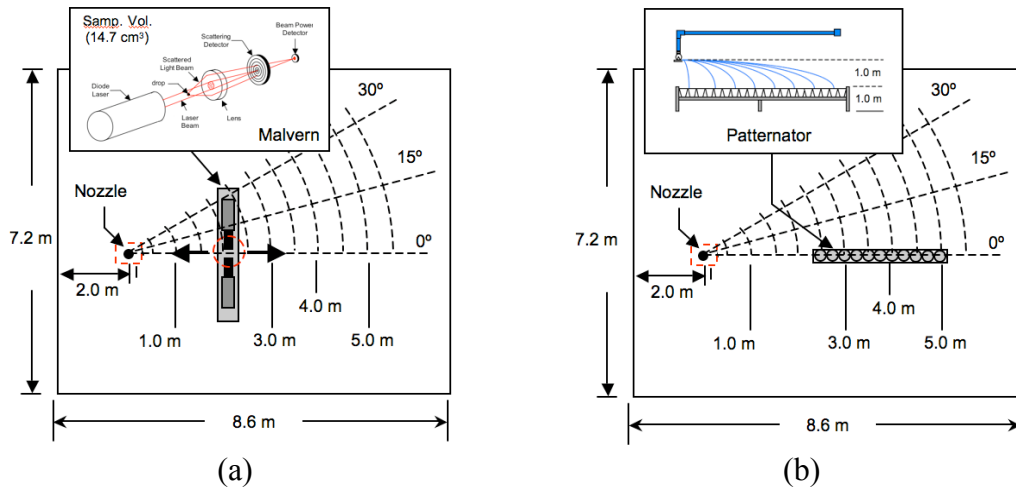 Samp. Vol.
(14.7 cm³)
Beam Power
Detector
Scattering
Detector
Scattered
Light Beam
drop
Diode
Laser
Laser
Beam
Lens
Malvern
30º
15º
0º
Nozzle
7.2 m
2.0 m
1.0 m
3.0 m
4.0 m
5.0 m
8.6 m
(a)
1.0 m
1.0 m
Patternator
30º
15º
0º
Nozzle
7.2 m
2.0 m
1.0 m
3.0 m
4.0 m
5.0 m
8.6 m
(b)